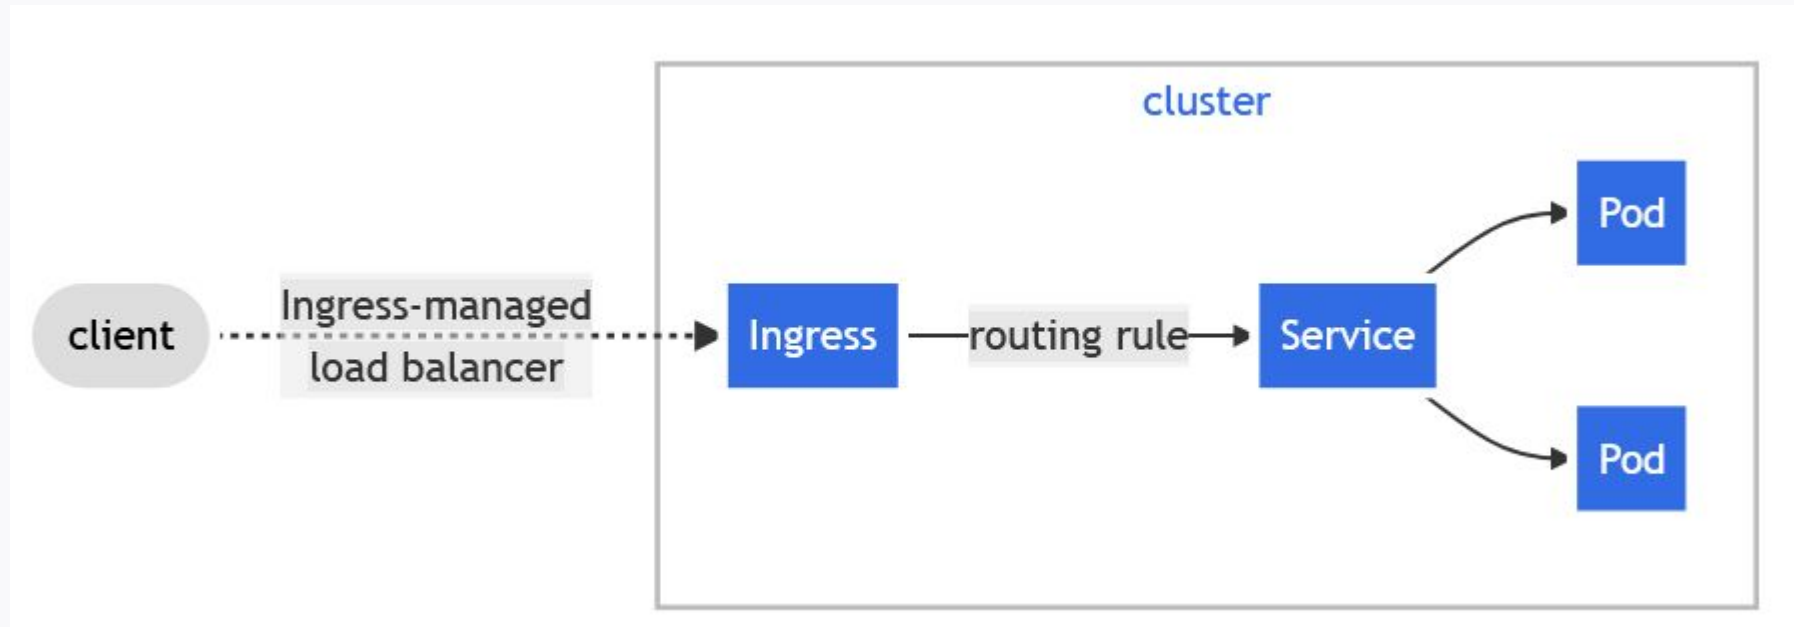 cluster
client
Ingress-managed
load balancer
Ingress
routing rule
Service
Pod
Pod